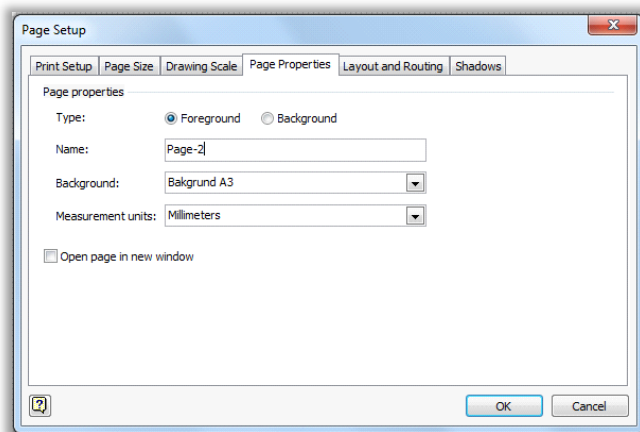 Page Setup
Print Setup Page Size Drawing Scale Page Properties Layout and Routing Shadows
Page properties
Type: Foreground Background
Name: Page-2
Background: Bakgrund A3
Measurement units: Millimeters
Open page in new window
? OK Cancel